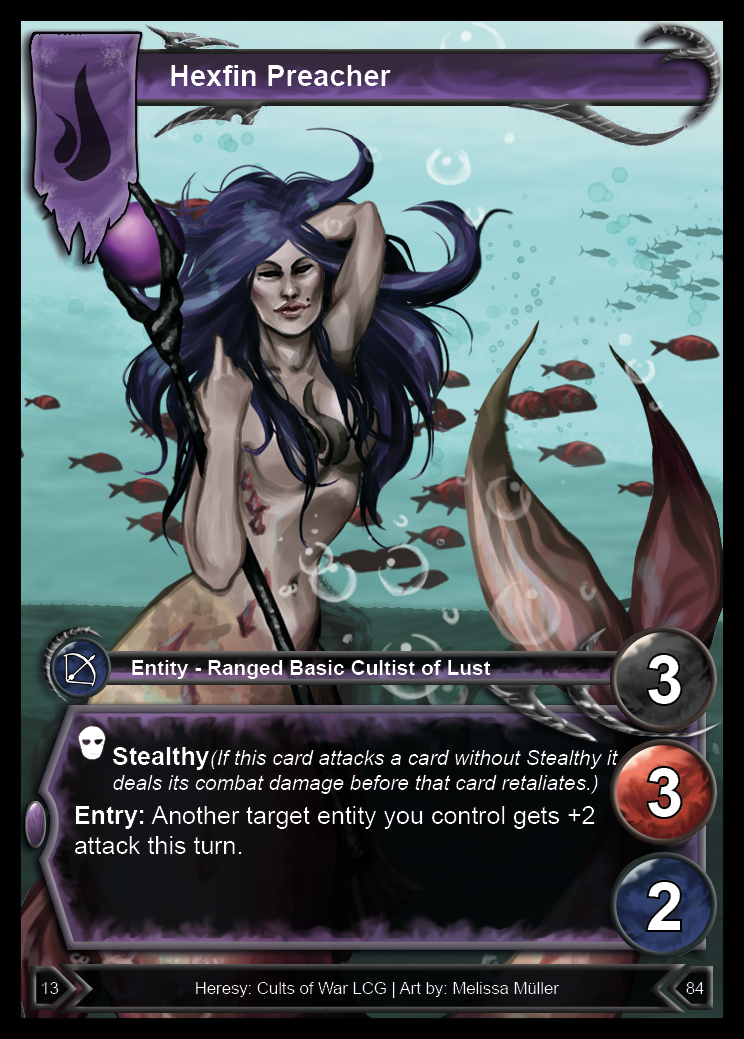 Hexfin Preacher
Entity - Ranged Basic Cultist of Lust
3
Stealthy(If this card attacks a card without Stealthy it
deals its combat damage before that card retaliates.)
3
Entry: Another target entity you control gets +2
attack this turn.
2
13
Heresy: Cults of War LCG | Art by: Melissa Müller
84